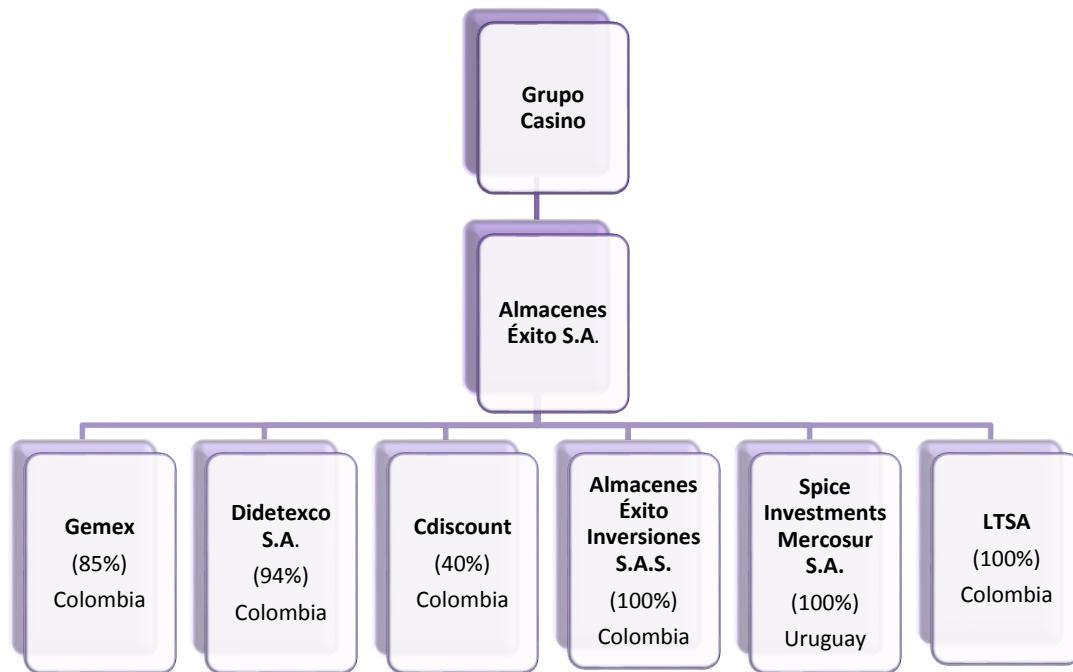 Grupo
Casino
Almacenes
Éxito S.A.
Gemex
(85%)
Colombia
Didetexco
S.A.
(94%)
Colombia
Cdiscount
(40%)
Colombia
Almacenes
Éxito
Inversiones
S.A.S.
(100%)
Colombia
Spice
Investments
Mercosur
S.A.
(100%)
Uruguay
LTSA
(100%)
Colombia